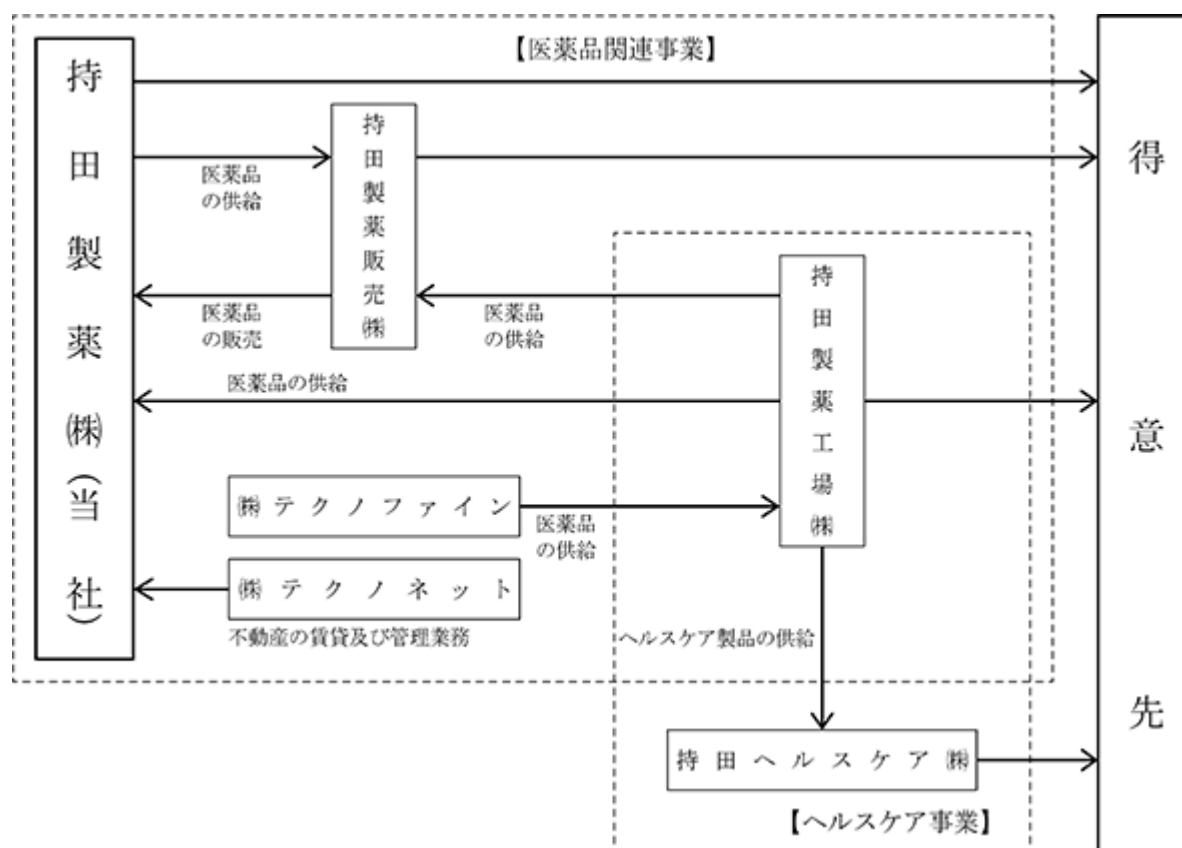 【医薬品関連事業】
持田製薬㈱(当社)
持田製薬販売㈱
得意先
医薬品
の供給
医薬品
の販売
医薬品
の供給
持田製薬工場㈱
医薬品の供給
㈱テクノファイン
医薬品
の供給
㈱テクノネット
不動産の賃貸及び管理業務
ヘルスケア製品の供給
持田ヘルスケア㈱
【ヘルスケア事業】